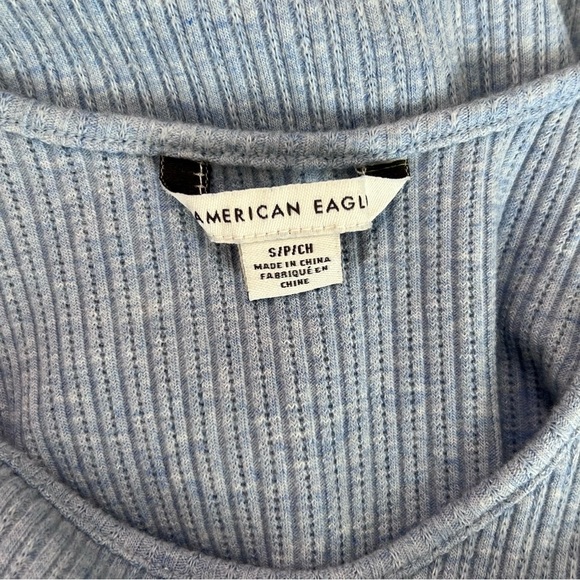 AMERICAN EAGL
S/P/CH
MADE IN CHINA
FABRIQUÉ EN
CHINE